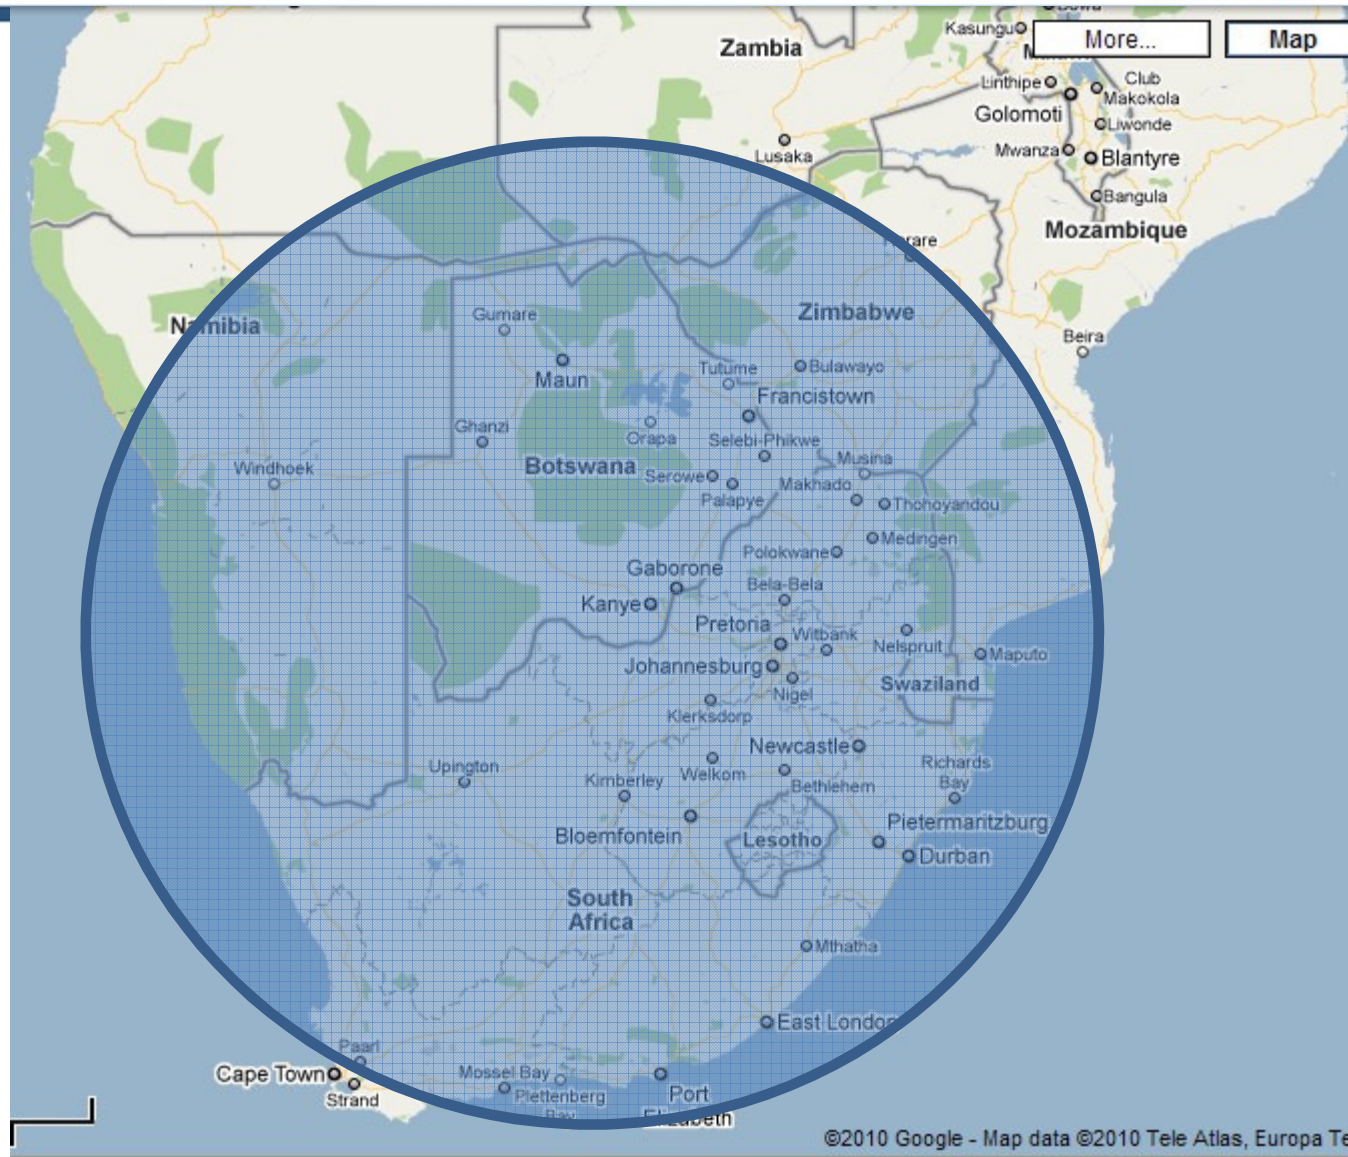 Kasungu
More...
Map
Zambia
Linthipe
Club
Makokola
Golomoti
Liwonde
Lusaka
Mwanza
Blantyre
Bangula
Mozambique
Zimbabwe
Gumare
Namibia
Beira
Maun
Tutume
Bulawayo
Francistown
Ghanzi
Orapa
Selebi-Phikwe
Botswana
Musina
Windhoek
Serowe
Makhado
Palapye
Thohoyandou
Medingen
Polokwane
Gaborone
Bela-Bela
Kanye
Pretoria
Witbank
Nelspruit
Maputo
Johannesburg
Swaziland
Nigel
Klerksdorp
Newcastle
Richards
Bay
Upington
Kimberley
Welkom
Bethlehem
Pietermaritzburg
Bloemfontein
Lesotho
Durban
South
Africa
Mthatha
East London
Paarl
Cape Town
Mossel Bay
Strand
Plettenberg
Bay
Port
Elizabeth
©2010 Google - Map data ©2010 Tele Atlas, Europa Te